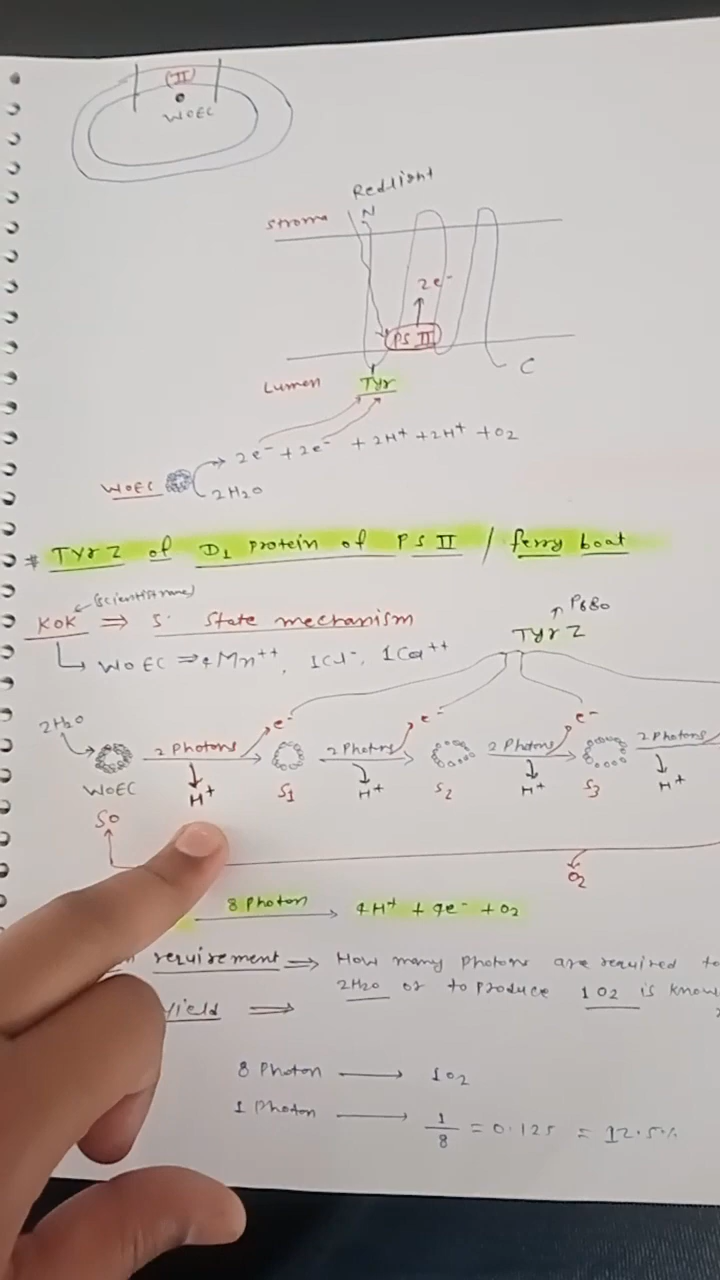 (II)
WOEC
Redlight
Stroma N
2e-
PS II
Lumen Tyr C
2e- + 2e- + 2H+ + 2H+ + O2
WOEC
2H2O
* Tyr Z of D1 protein of PS II / ferry boat
(scientist name)
KOK ⇒ S' State mechanism
P680
Tyr Z
WOEC ⇒ 4Mn++, 1Cl-, 1Ca++
2H2O e- e- e-
2 Photons 2 Photons 2 Photons 2 Photons
WOEC H+ S1 H+ S2 H+ S3 H+
So
O2
8 Photon → 4H+ + 4e- + O2
requirement ⇒ How many photons are required to
2H2O or to produce 1 O2 is know
Yield ⇒
8 Photon → 1O2
1 Photon → 1/8 = 0.125 = 12.5%